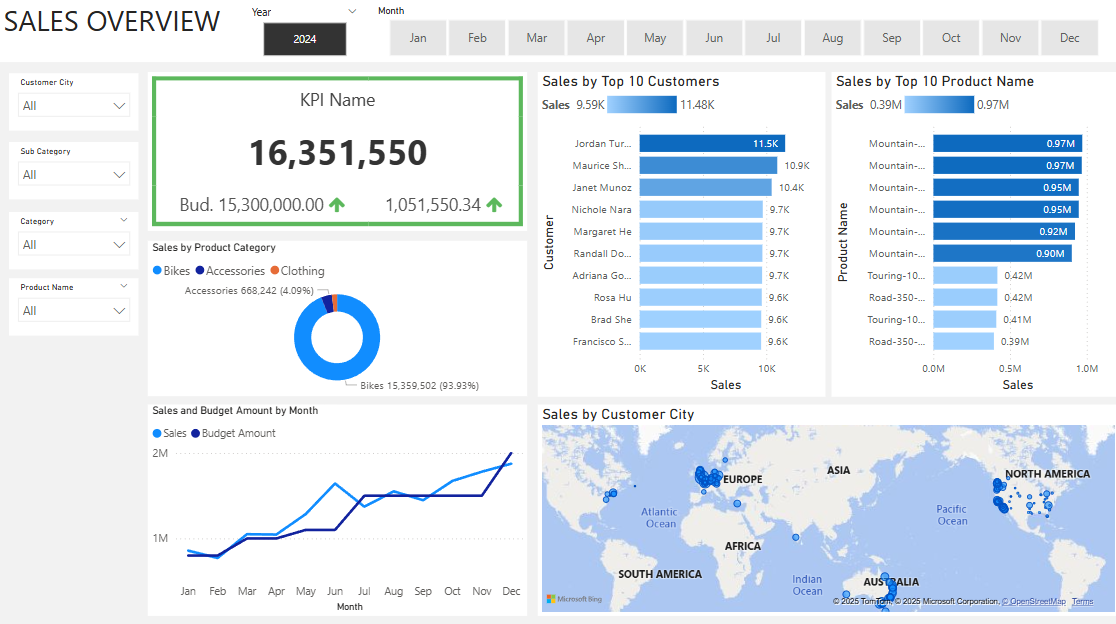 SALES OVERVIEW
Year
2024
Month
Jan Feb Mar Apr May Jun Jul Aug Sep Oct Nov Dec
Customer City
All
Sub Category
All
Category
All
Product Name
All
KPI Name
16,351,550
Bud. 15,300,000.00 1,051,550.34
Sales by Product Category
Bikes Accessories Clothing
Accessories 668,242 (4.09%)
Bikes 15,359,502 (93.93%)
Sales and Budget Amount by Month
Sales Budget Amount
2M
1M
Jan Feb Mar Apr May Jun Jul Aug Sep Oct Nov Dec
Month
Sales by Top 10 Customers
Sales 9.59K 11.48K
Customer
Jordan Tur... 11.5K
Maurice Sh... 10.9K
Janet Munoz 10.4K
Nichole Nara 9.7K
Margaret He 9.7K
Randall Do... 9.7K
Adriana Go... 9.7K
Rosa Hu 9.6K
Brad She 9.6K
Francisco S... 9.6K
0K 5K 10K
Sales
Sales by Top 10 Product Name
Sales 0.39M 0.97M
Product Name
Mountain-... 0.97M
Mountain-... 0.97M
Mountain-... 0.95M
Mountain-... 0.95M
Mountain-... 0.92M
Mountain-... 0.90M
Touring-10... 0.42M
Road-350-... 0.42M
Touring-10... 0.41M
Road-350-... 0.39M
0.0M 0.5M 1.0M
Sales
Sales by Customer City
ASIA
NORTH AMERICA
EUROPE
Atlantic
Ocean
Pacific
Ocean
AFRICA
SOUTH AMERICA
Indian
Ocean
AUSTRALIA
Microsoft Bing
© 2025 TomTom, © 2025 Microsoft Corporation, © OpenStreetMap Terms